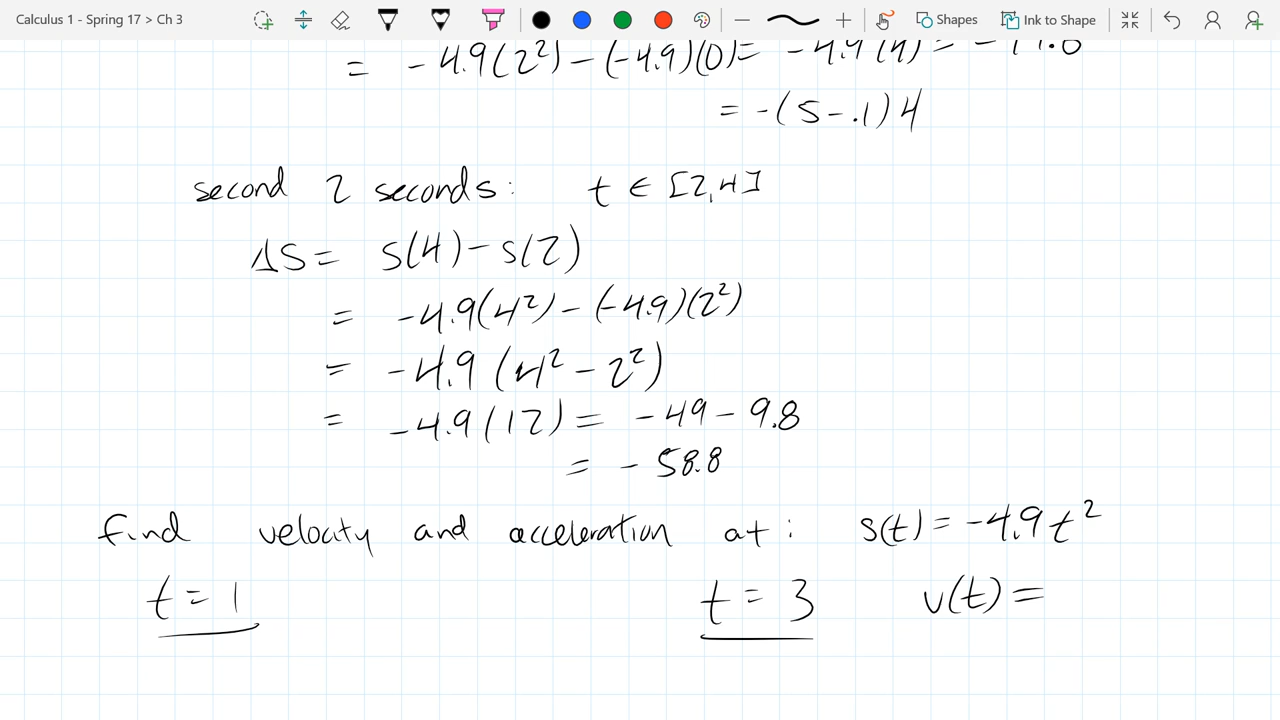 Calculus 1 - Spring 17 > Ch 3
Shapes
Ink to Shape
= -4.9(2²) - (-4.9)(0) = -4.9(4) = -19.6
= -(5-.1)4
second 2 seconds: t ∈ [2,4]
ΔS = s(4) - s(2)
= -4.9(4²) - (-4.9)(2²)
= -4.9(4² - 2²)
= -4.9(12) = -49 - 9.8
= -58.8
find velocity and acceleration at: s(t) = -4.9t²
t = 1 t = 3 v(t) =